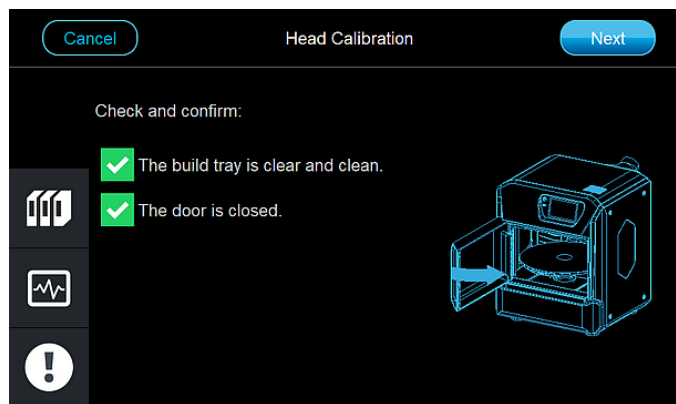 Cancel
Head Calibration
Next
Check and confirm:
The build tray is clear and clean.
The door is closed.